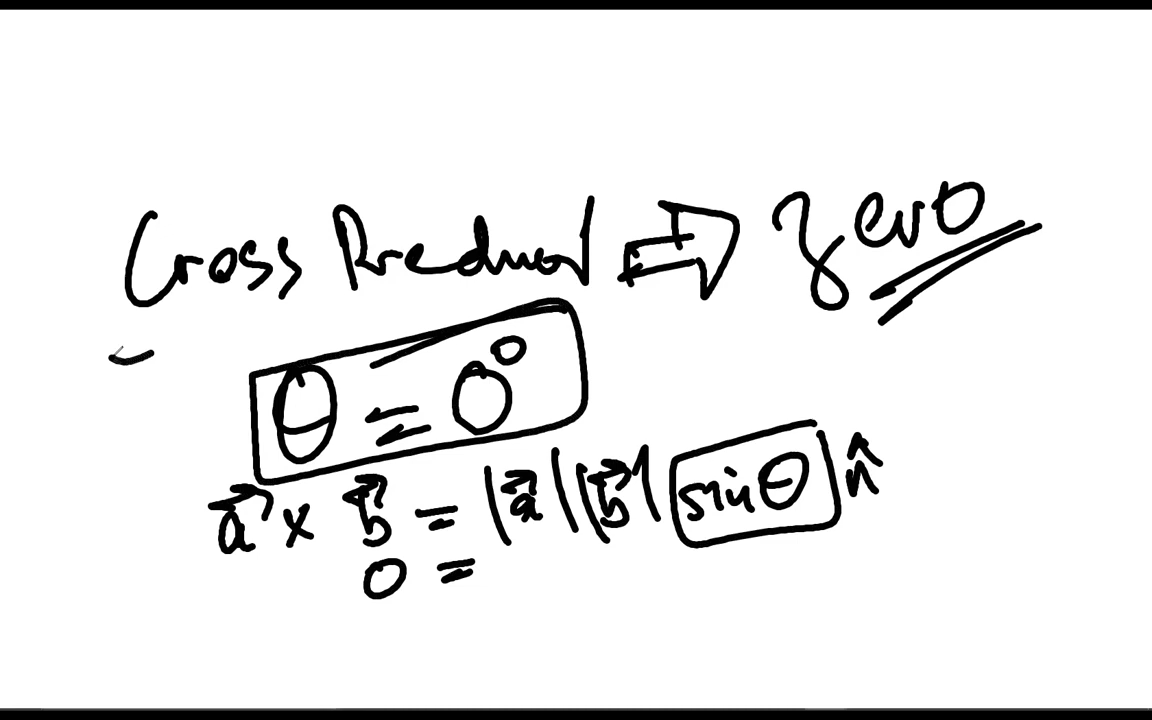 Cross Product ⇒ zero
θ = 0°
a⃗ × b⃗ = |a⃗||b⃗| sinθ n̂
0 =